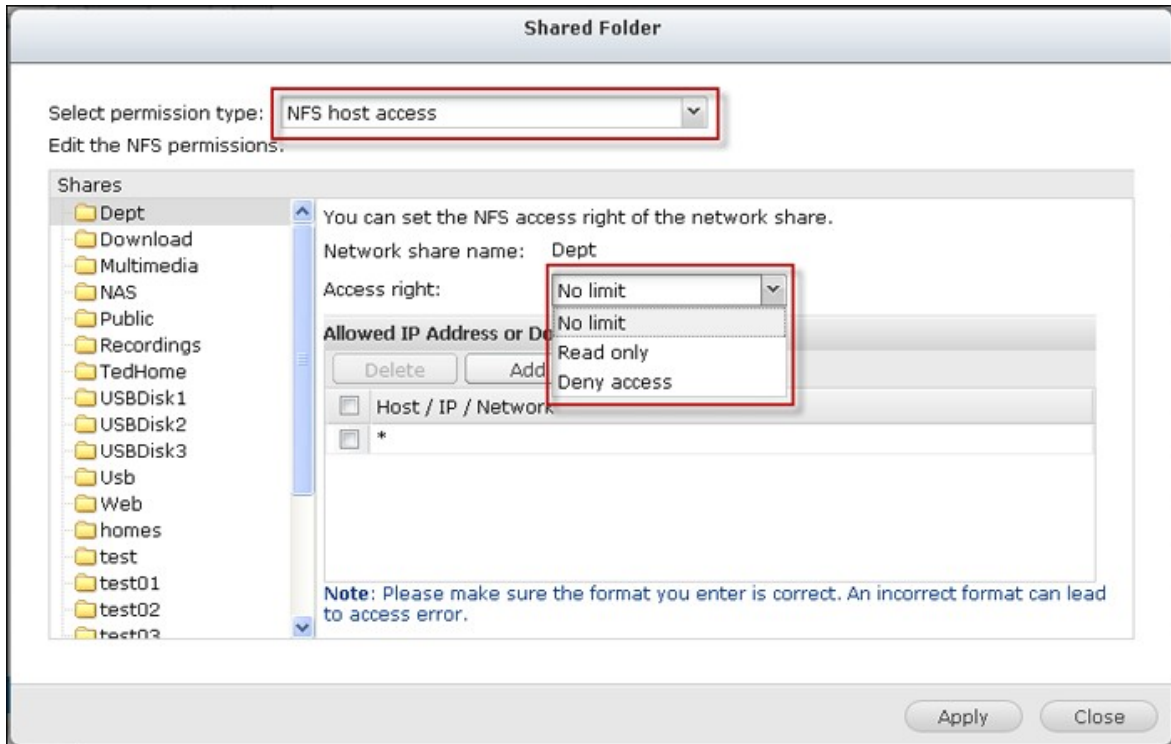 Shared Folder
Select permission type: NFS host access
Edit the NFS permissions:
Shares
Dept
Download
Multimedia
NAS
Public
Recordings
TedHome
USBDisk1
USBDisk2
USBDisk3
Usb
Web
homes
test
test01
test02
test03
You can set the NFS access right of the network share.
Network share name: Dept
Access right: No limit
No limit
Read only
Deny access
Allowed IP Address or Do
Delete Add
Host / IP / Network
*
Note: Please make sure the format you enter is correct. An incorrect format can lead
to access error.
Apply Close